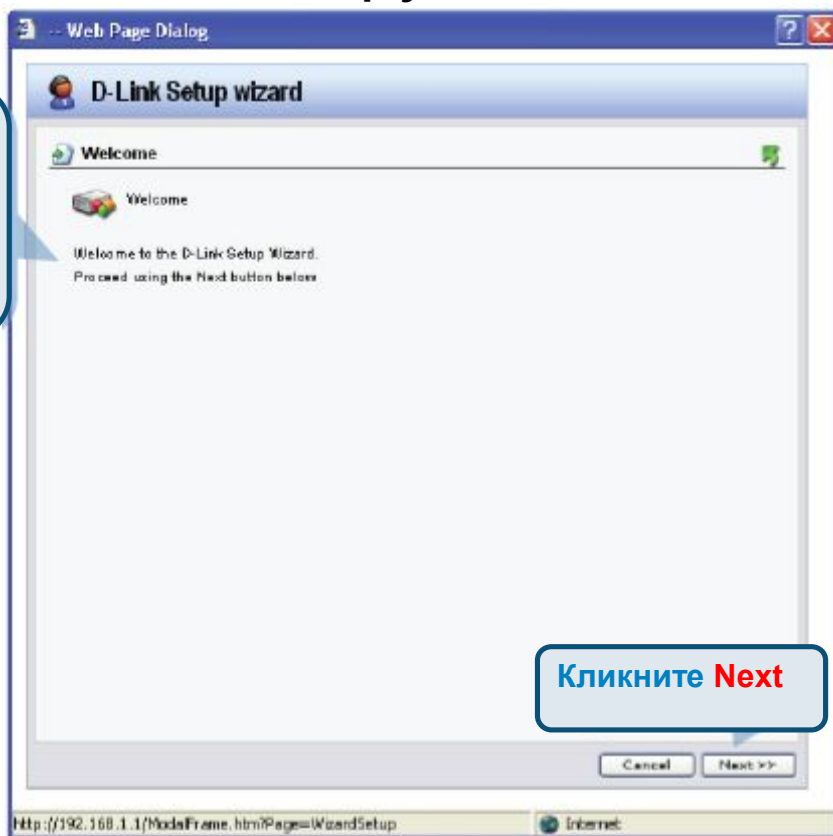 -- Web Page Dialog
D-Link Setup wizard
Welcome
Welcome
Welcome to the D-Link Setup Wizard.
Proceed using the Next button below
Кликните Next
Cancel
Next >>
http://192.168.1.1/ModalFrame.htm?Page=WizardSetup
Internet